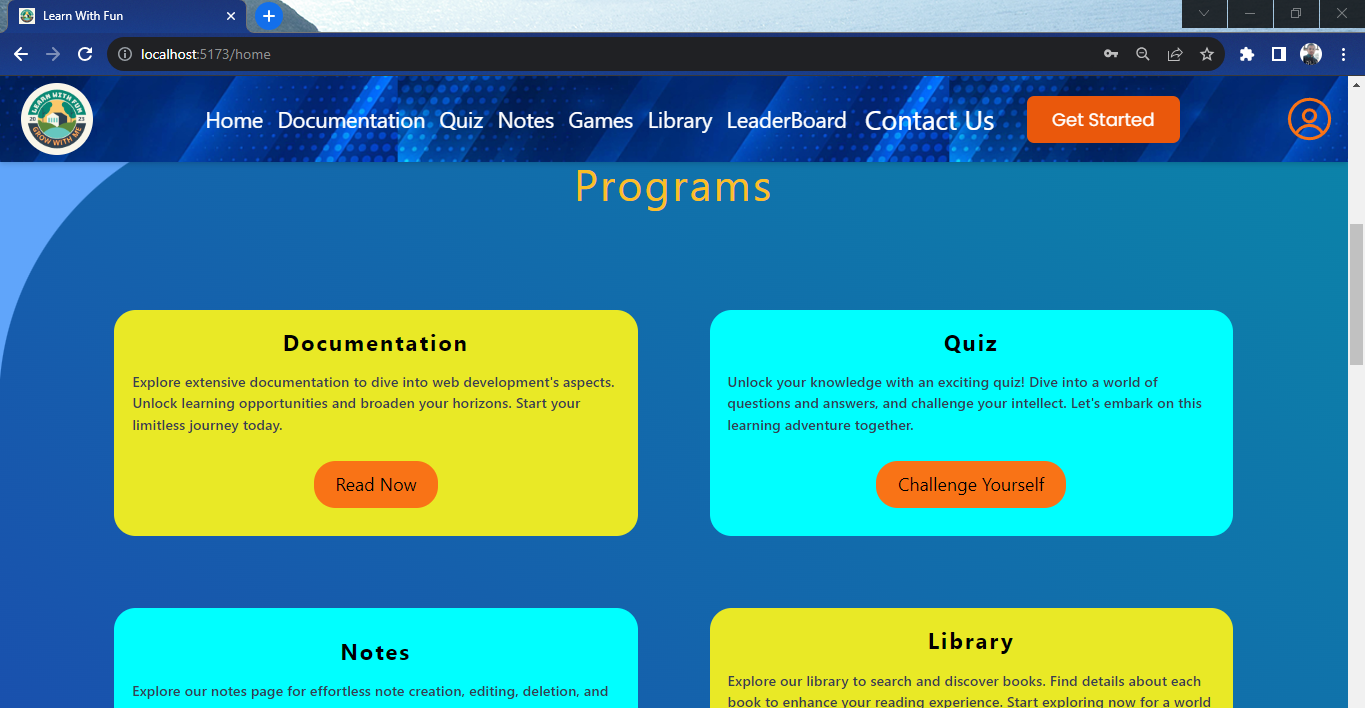 Learn With Fun
localhost:5173/home
LEARN WITH FUN
20 23
GROW WITH ME
Home Documentation Quiz Notes Games Library LeaderBoard Contact Us Get Started
Programs
Documentation
Explore extensive documentation to dive into web development's aspects.
Unlock learning opportunities and broaden your horizons. Start your
limitless journey today.
Read Now
Quiz
Unlock your knowledge with an exciting quiz! Dive into a world of
questions and answers, and challenge your intellect. Let's embark on this
learning adventure together.
Challenge Yourself
Notes
Explore our notes page for effortless note creation, editing, deletion, and
Library
Explore our library to search and discover books. Find details about each
book to enhance your reading experience. Start exploring now for a world